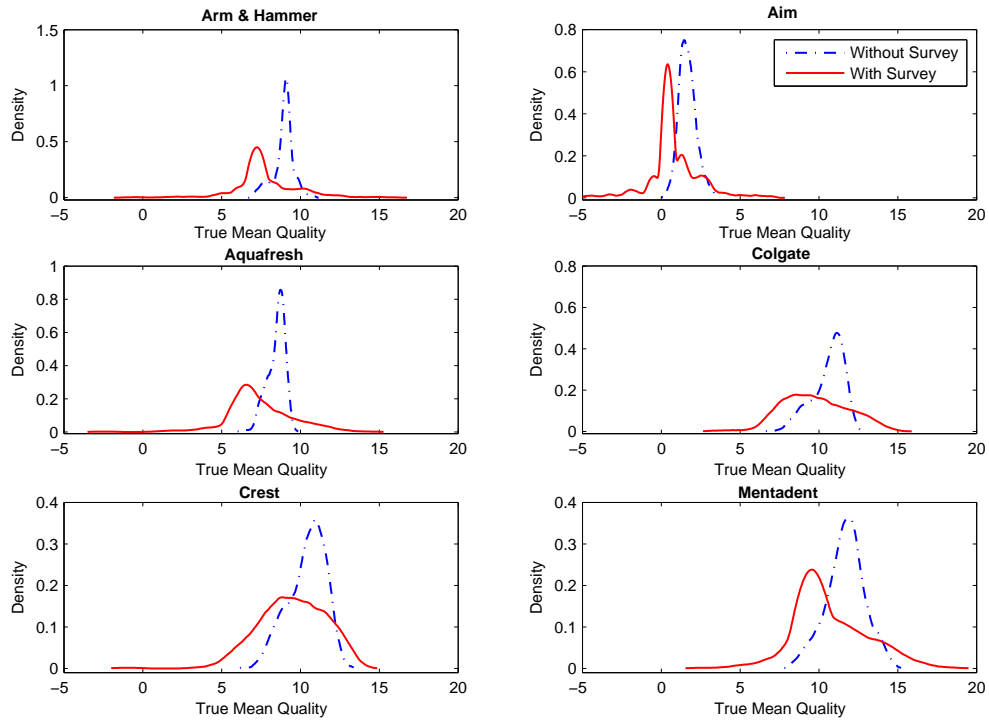 Arm & Hammer
Density
1.5
1
0.5
0
−5 0 5 10 15 20
True Mean Quality
Aim
Density
0.8
0.6
0.4
0.2
0
−5 0 5 10 15 20
True Mean Quality
Without Survey
With Survey
Aquafresh
Density
1
0.8
0.6
0.4
0.2
0
−5 0 5 10 15 20
True Mean Quality
Colgate
Density
0.8
0.6
0.4
0.2
0
−5 0 5 10 15 20
True Mean Quality
Crest
Density
0.4
0.3
0.2
0.1
0
−5 0 5 10 15 20
True Mean Quality
Mentadent
Density
0.4
0.3
0.2
0.1
0
−5 0 5 10 15 20
True Mean Quality